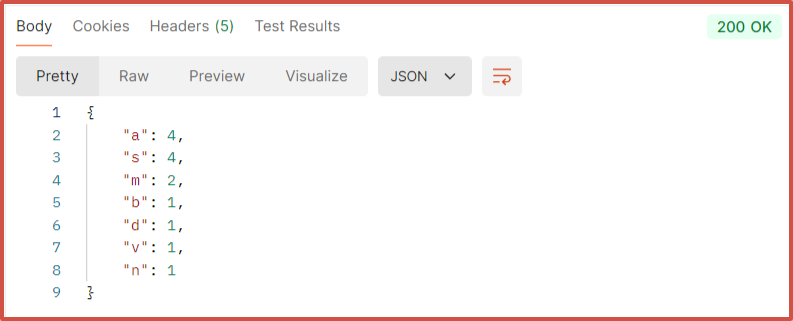 Body Cookies Headers (5) Test Results 200 OK
Pretty Raw Preview Visualize JSON
1 {
2 "a": 4,
3 "s": 4,
4 "m": 2,
5 "b": 1,
6 "d": 1,
7 "v": 1,
8 "n": 1
9 }